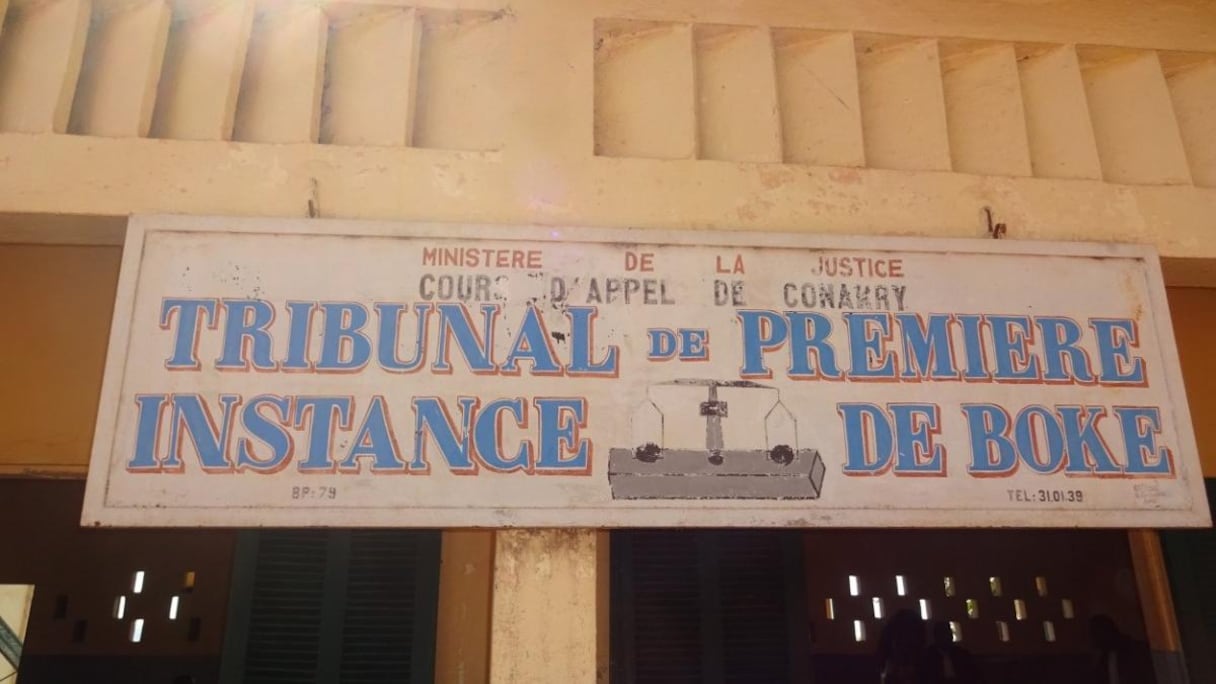 MINISTERE DE LA JUSTICE
COURS D'APPEL DE CONAKRY
TRIBUNAL DE PREMIERE
INSTANCE DE BOKE
BP: 79 TEL: 31.01.39